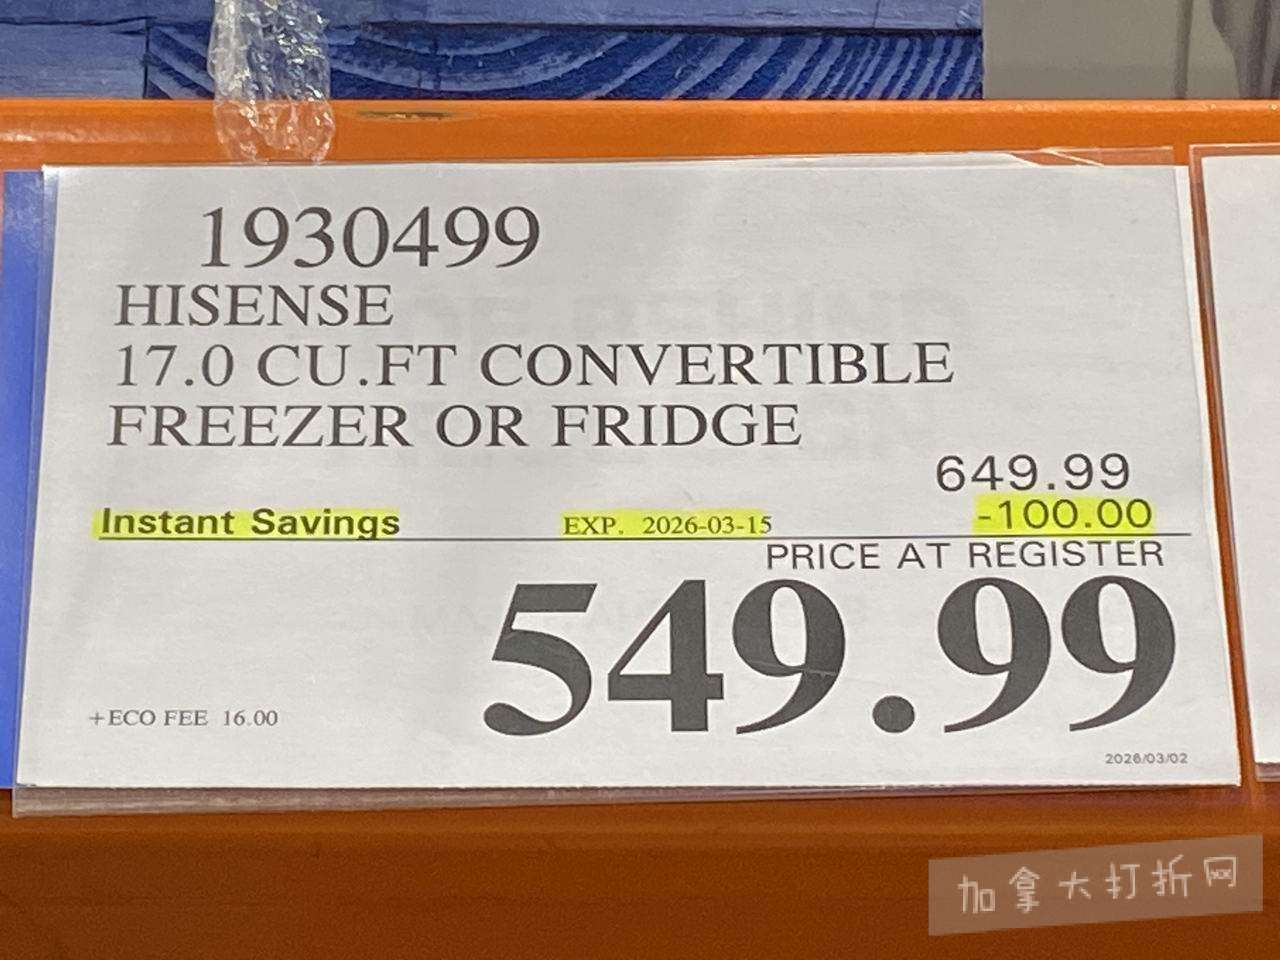 1930499
HISENSE
17.0 CU.FT CONVERTIBLE
FREEZER OR FRIDGE
649.99
Instant Savings EXP. 2026-03-15 -100.00
PRICE AT REGISTER
549.99
+ECO FEE 16.00
2026/03/02
加拿大打折网